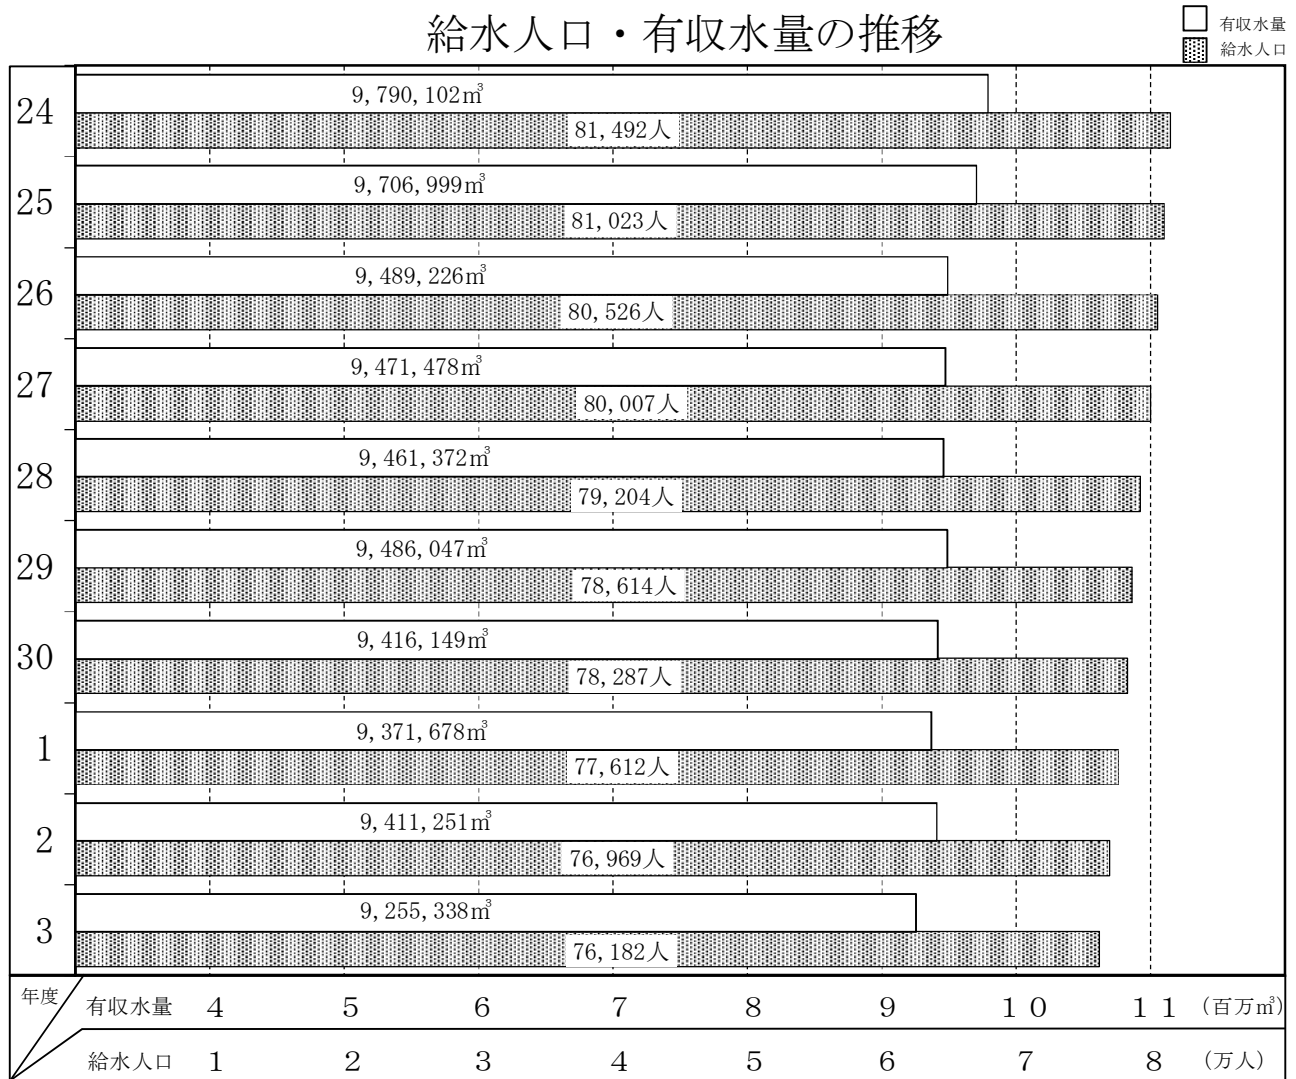 給水人口・有収水量の推移
有収水量
給水人口
24
9,790,102㎥
81,492人
25
9,706,999㎥
81,023人
26
9,489,226㎥
80,526人
27
9,471,478㎥
80,007人
28
9,461,372㎥
79,204人
29
9,486,047㎥
78,614人
30
9,416,149㎥
78,287人
1
9,371,678㎥
77,612人
2
9,411,251㎥
76,969人
3
9,255,338㎥
76,182人
年度
有収水量 4 5 6 7 8 9 10 11 (百万㎥)
給水人口 1 2 3 4 5 6 7 8 (万人)